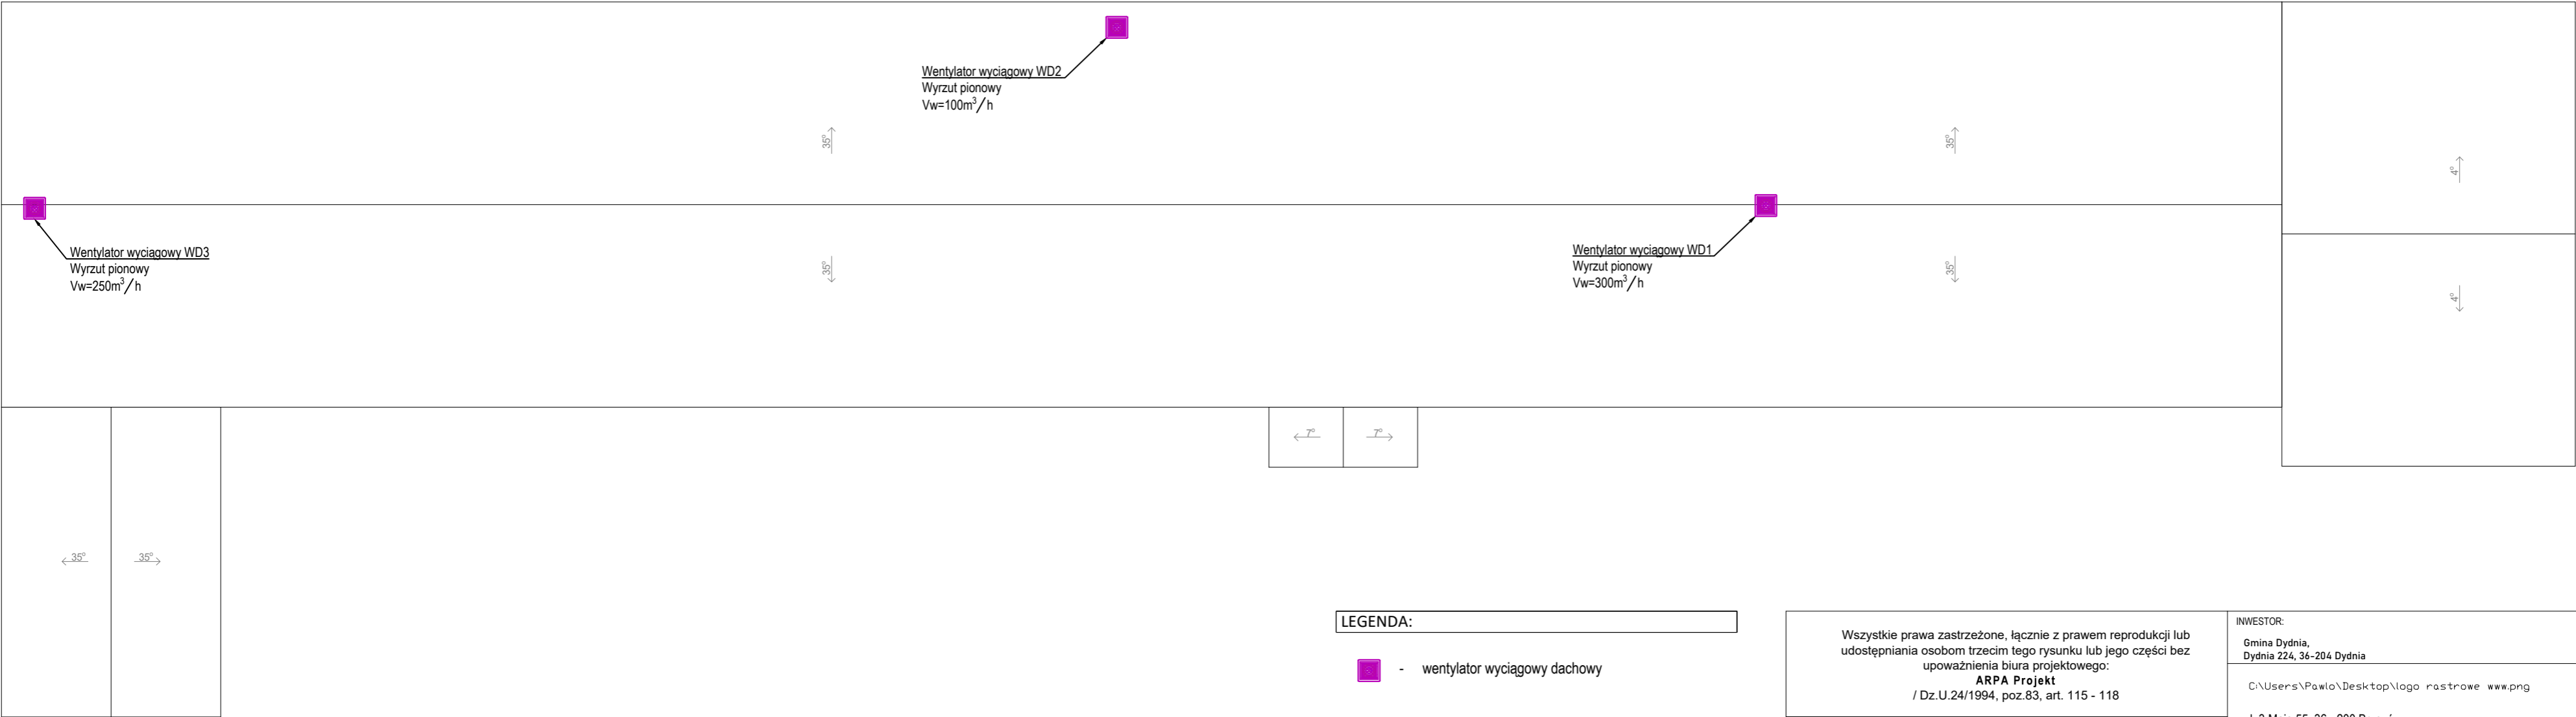 Wentylator wyciągowy WD2
Wyrzut pionowy
Vw=100m³/h
35°
35°
4°
Wentylator wyciągowy WD3
Wyrzut pionowy
Vw=250m³/h
35°
Wentylator wyciągowy WD1
Wyrzut pionowy
Vw=300m³/h
35°
4°
7°
7°
35°
35°
LEGENDA:
- wentylator wyciągowy dachowy
Wszystkie prawa zastrzeżone, łącznie z prawem reprodukcji lub
udostępniania osobom trzecim tego rysunku lub jego części bez
upoważnienia biura projektowego:
ARPA Projekt
/ Dz.U.24/1994, poz.83, art. 115 - 118
INWESTOR:
Gmina Dydnia,
Dydnia 224, 36-204 Dydnia
C:\Users\Pawlo\Desktop\logo rastrowe www.png